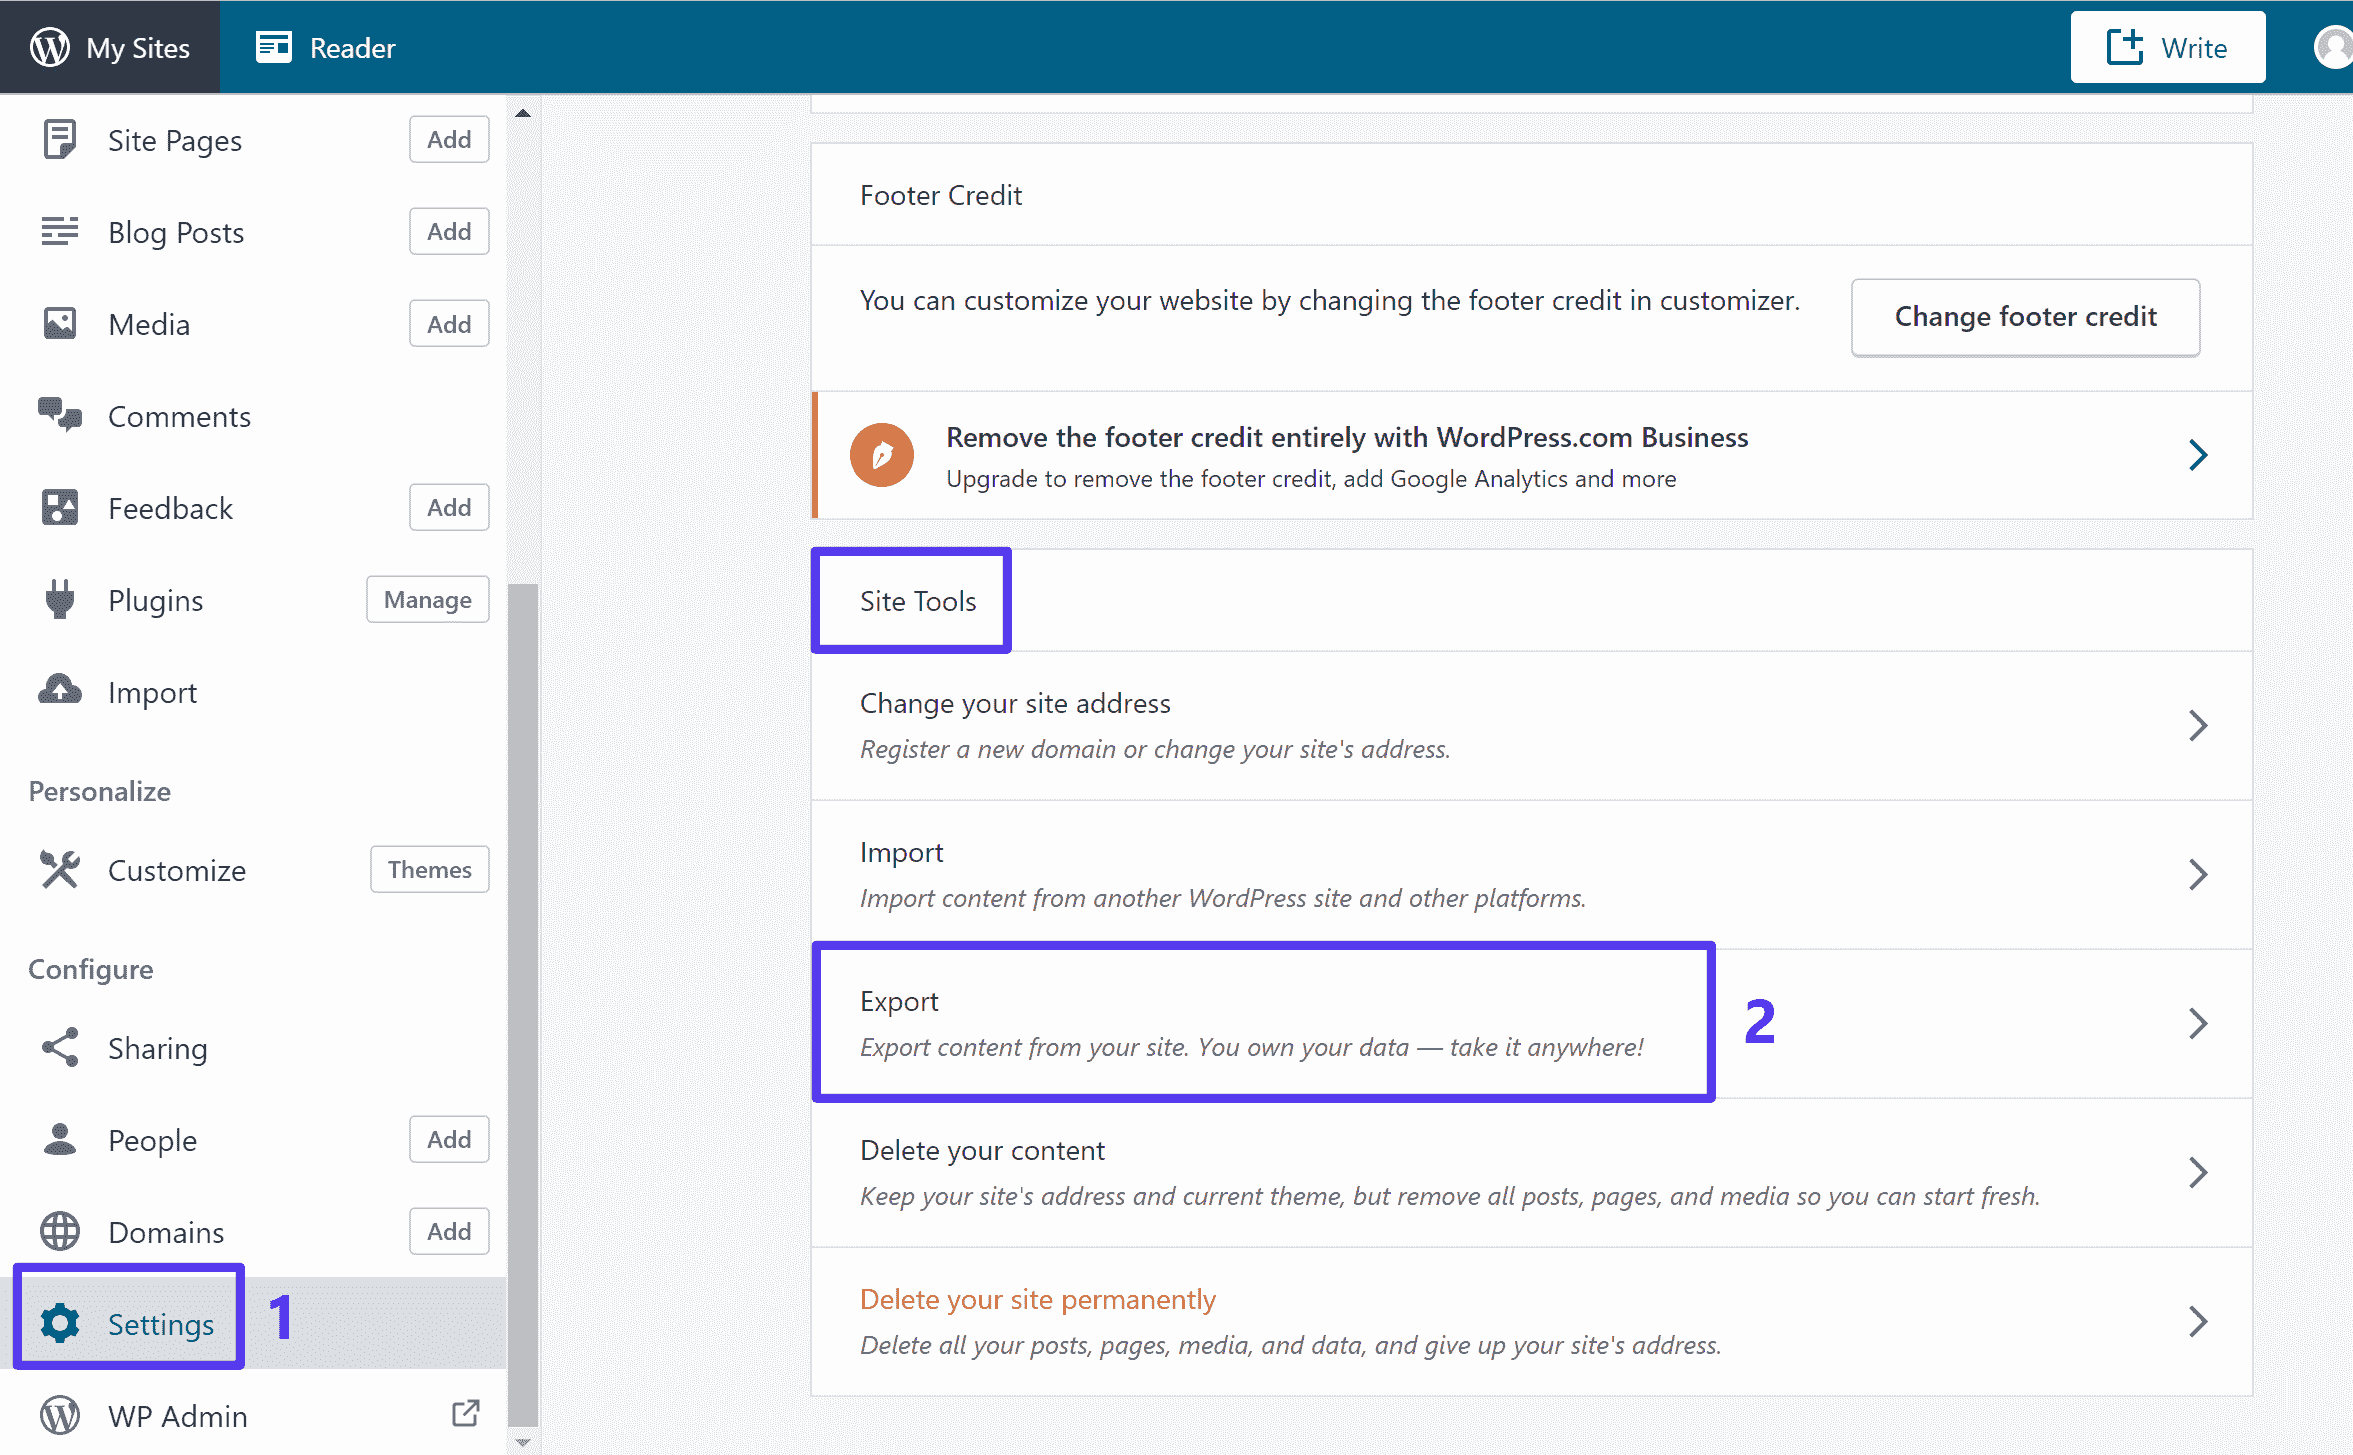 My Sites
Reader
Write
Site Pages Add
Blog Posts Add
Media Add
Comments
Feedback Add
Plugins Manage
Import
Personalize
Customize Themes
Configure
Sharing
People Add
Domains Add
Settings 1
WP Admin
Footer Credit
You can customize your website by changing the footer credit in customizer.
Change footer credit
Remove the footer credit entirely with WordPress.com Business
Upgrade to remove the footer credit, add Google Analytics and more
Site Tools
Change your site address
Register a new domain or change your site's address.
Import
Import content from another WordPress site and other platforms.
Export
Export content from your site. You own your data — take it anywhere!
2
Delete your content
Keep your site's address and current theme, but remove all posts, pages, and media so you can start fresh.
Delete your site permanently
Delete all your posts, pages, media, and data, and give up your site's address.